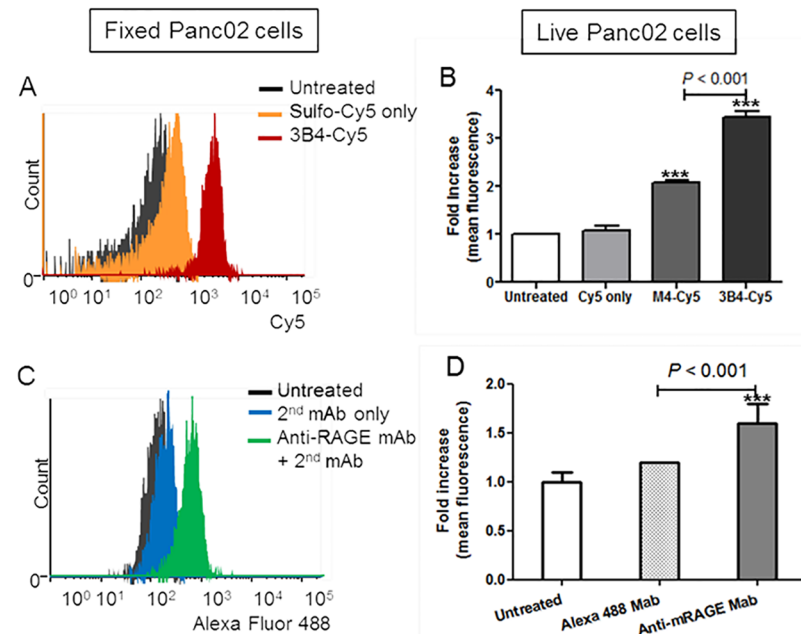 Fixed Panc02 cells
Live Panc02 cells
A
Untreated
Sulfo-Cy5 only
3B4-Cy5
Count
0
10⁰ 10¹ 10² 10³ 10⁴ 10⁵
Cy5
B
P < 0.001
***
***
4
3
2
1
0
Fold increase
(mean fluorescence)
Untreated Cy5 only M4-Cy5 3B4-Cy5
C
Untreated
2ⁿᵈ mAb only
Anti-RAGE mAb
+ 2ⁿᵈ mAb
Count
0
10⁰ 10¹ 10² 10³ 10⁴ 10⁵
Alexa Fluor 488
D
P < 0.001
***
2.0
1.5
1.0
0.5
0.0
Fold increase
(mean fluorescence)
Untreated
Alexa 488 Mab
Anti-mRAGE Mab